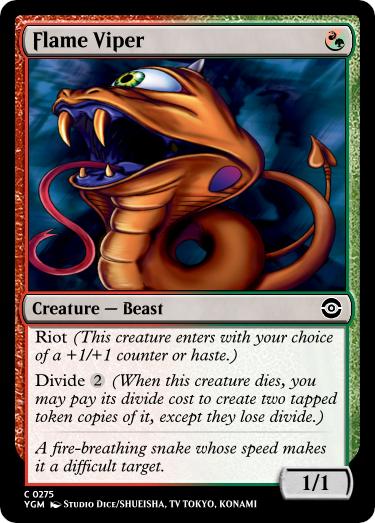 Flame Viper
Creature — Beast
Riot (This creature enters with your choice
of a +1/+1 counter or haste.)
Divide 2 (When this creature dies, you
may pay its divide cost to create two tapped
token copies of it, except they lose divide.)
A fire-breathing snake whose speed makes
it a difficult target.
1/1
C 0275
YGM Studio Dice/SHUEISHA, TV TOKYO, KONAMI